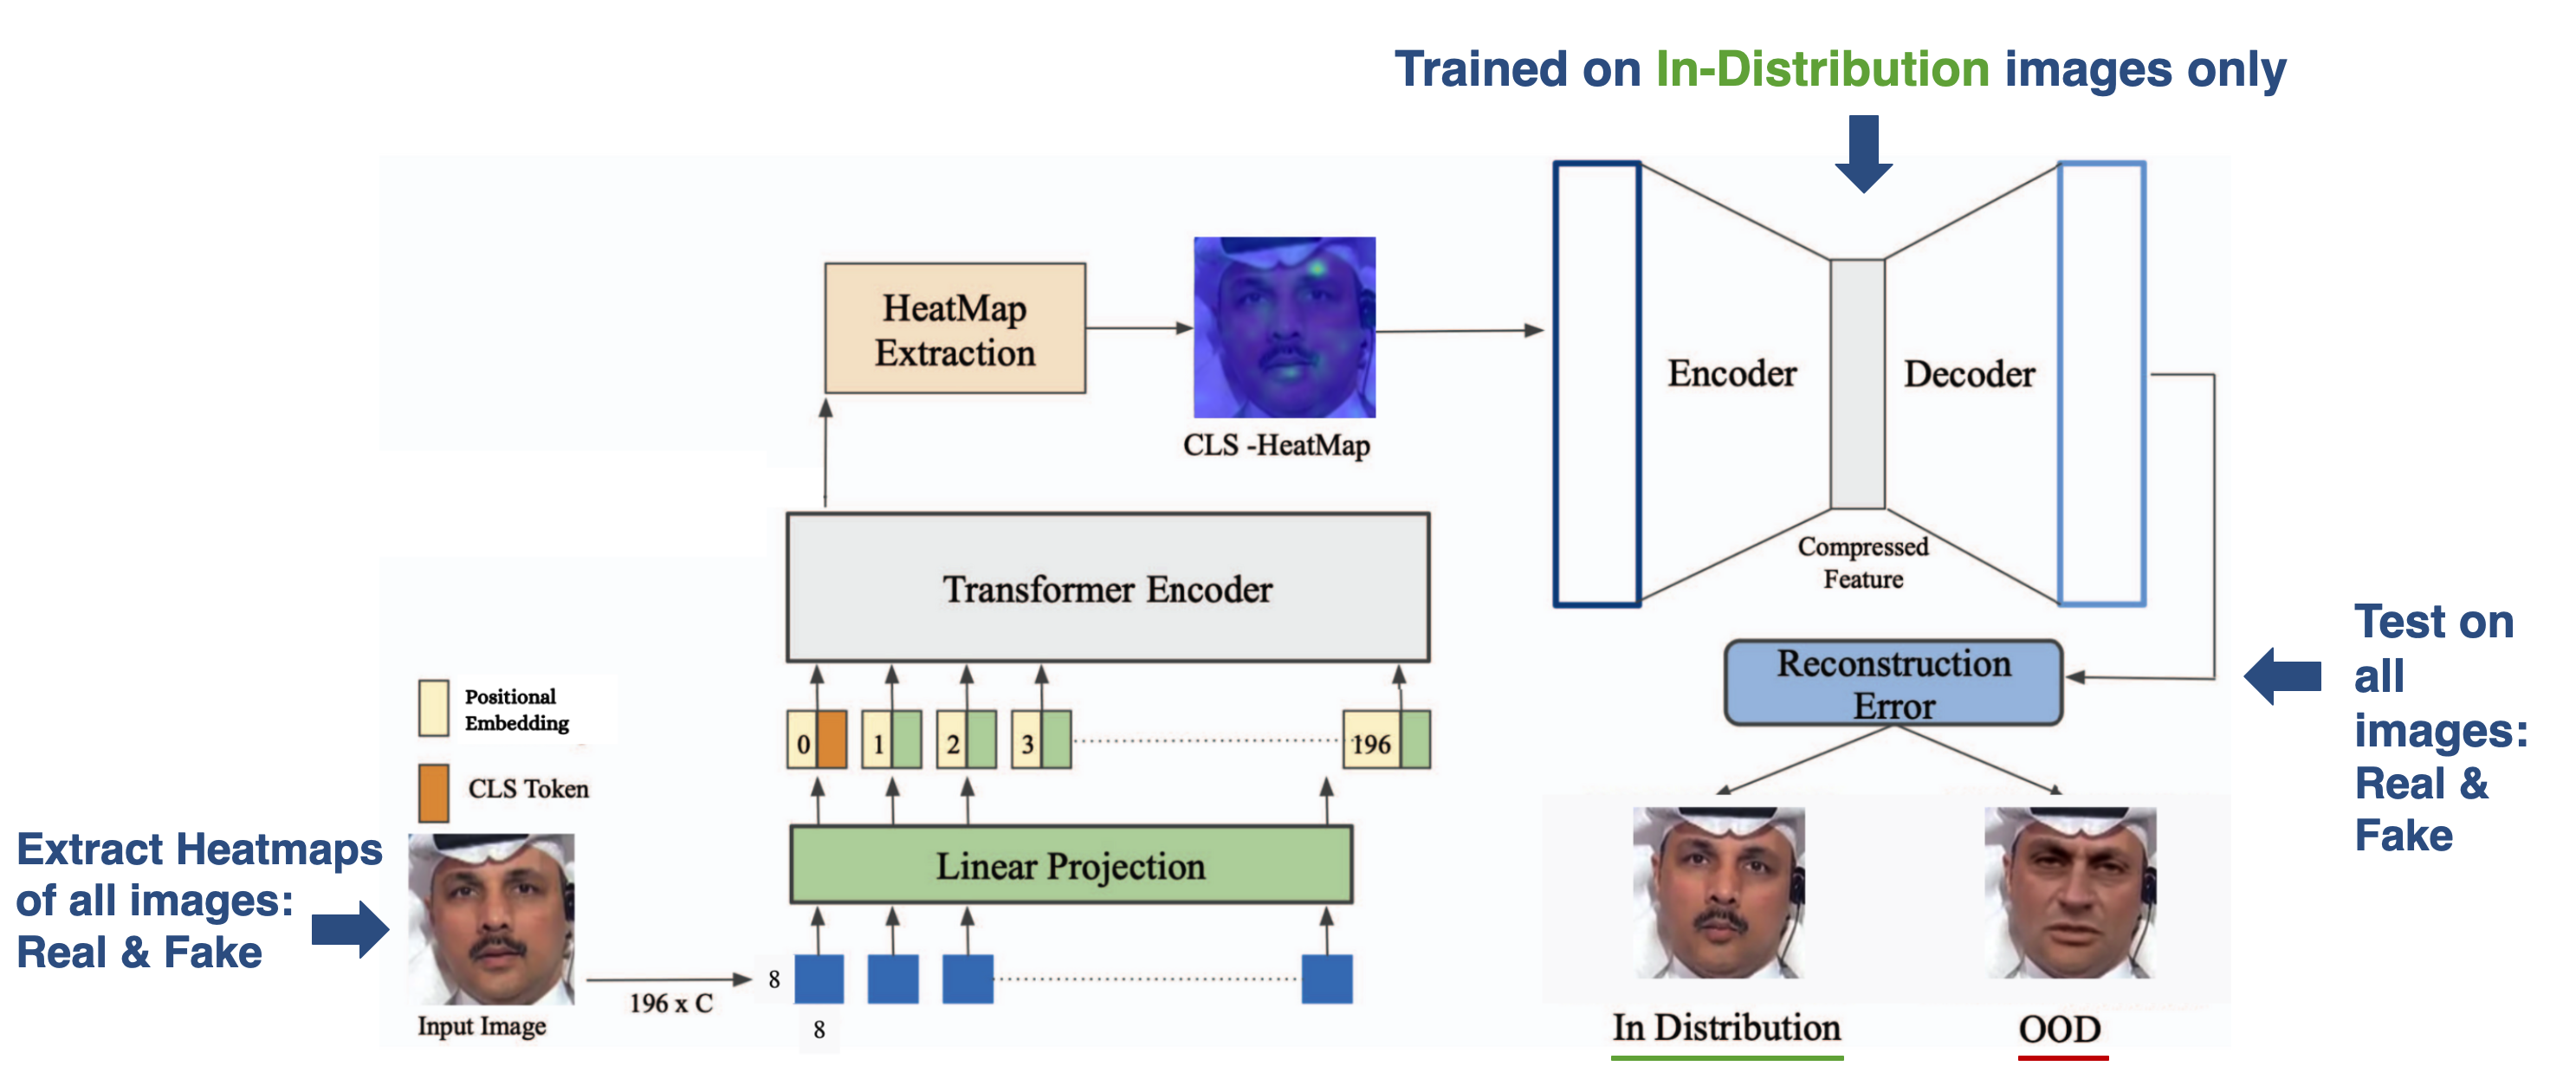 Trained on In-Distribution images only
HeatMap
Extraction
CLS -HeatMap
Encoder
Decoder
Compressed
Feature
Transformer Encoder
Reconstruction
Error
Test on
all
images:
Real &
Fake
Positional
Embedding
CLS Token
0
1
2
3
196
Extract Heatmaps
of all images:
Real & Fake
Linear Projection
Input Image
196 x C
8
8
In Distribution
OOD